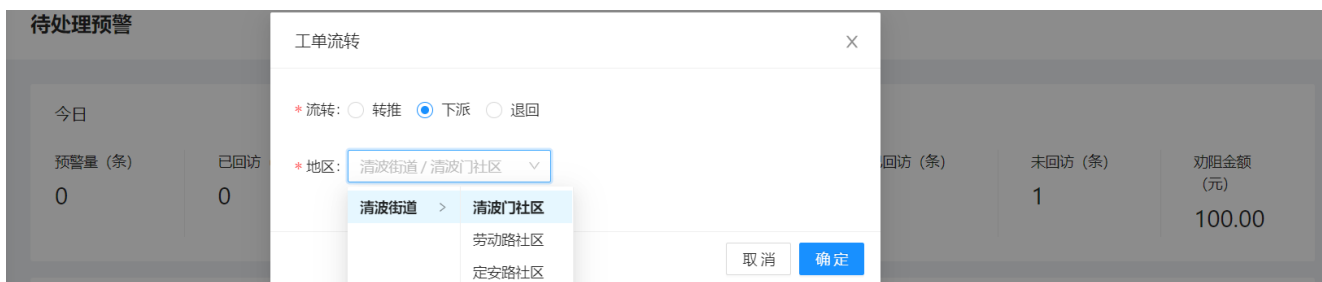 待处理预警
工单流转
* 流转: 转推 下派 退回
今日
* 地区: 清波街道 / 清波门社区
预警量（条） 已回访 回访（条） 未回访（条） 劝阻金额（元）
0 0 1 100.00
清波街道 > 清波门社区
劳动路社区
定安路社区
取消 确定